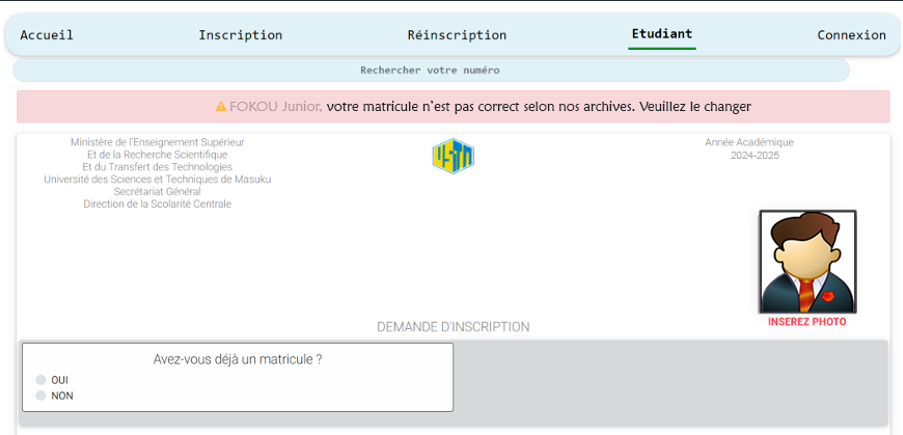 Accueil Inscription Réinscription Etudiant Connexion
Rechercher votre numéro
FOKOU Junior, votre matricule n'est pas correct selon nos archives. Veuillez le changer
Ministère de l'Enseignement Supérieur
Et de la Recherche Scientifique
Et du Transfert des Technologies
Université des Sciences et Techniques de Masuku
Secrétariat Général
Direction de la Scolarité Centrale
USTM
Année Académique
2024-2025
INSEREZ PHOTO
DEMANDE D'INSCRIPTION
Avez-vous déjà un matricule ?
OUI
NON